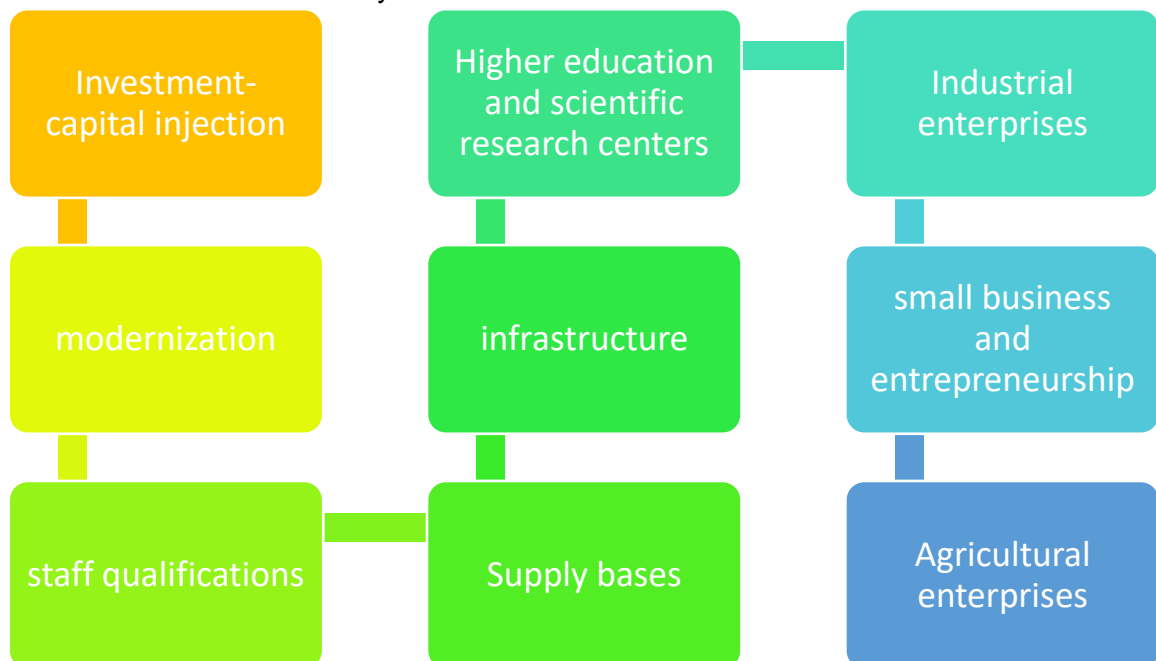 Investment-
capital injection
modernization
staff qualifications
Supply bases
infrastructure
Higher education
and scientific
research centers
Industrial
enterprises
small business
and
entrepreneurship
Agricultural
enterprises